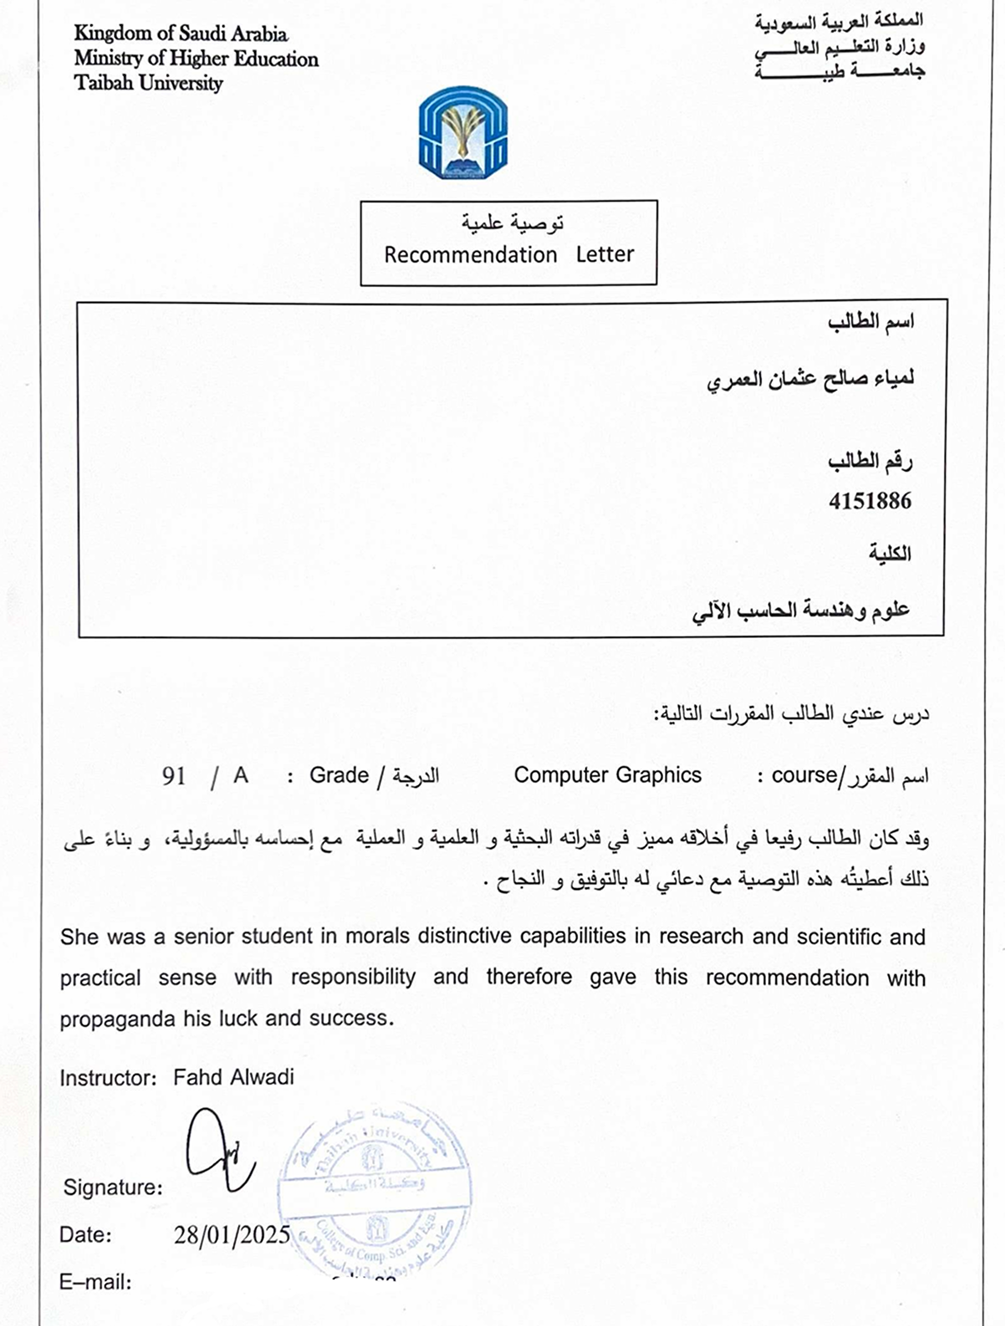 Kingdom of Saudi Arabia
Ministry of Higher Education
Taibah University
المملكة العربية السعودية
وزارة التعليم العالي
جامعة طيبة
توصية علمية
Recommendation Letter
اسم الطالب
لمياء صالح عثمان العمري
رقم الطالب
4151886
الكلية
علوم وهندسة الحاسب الآلي
درس عندي الطالب المقررات التالية:
اسم المقرر/course : Computer Graphics الدرجة / Grade : A / 91
وقد كان الطالب رفيعا في أخلاقه مميز في قدراته البحثية و العلمية و العملية مع إحساسه بالمسؤولية، و بناءً على
ذلك أعطيتُه هذه التوصية مع دعائي له بالتوفيق و النجاح .
She was a senior student in morals distinctive capabilities in research and scientific and
practical sense with responsibility and therefore gave this recommendation with
propaganda his luck and success.
Instructor: Fahd Alwadi
جامعة طيبة
Taibah University
وكيلة الكلية
College of Comp. Sci. and Eng.
كلية علوم وهندسة الحاسب الآلي
Signature:
Date: 28/01/2025
E–mail: